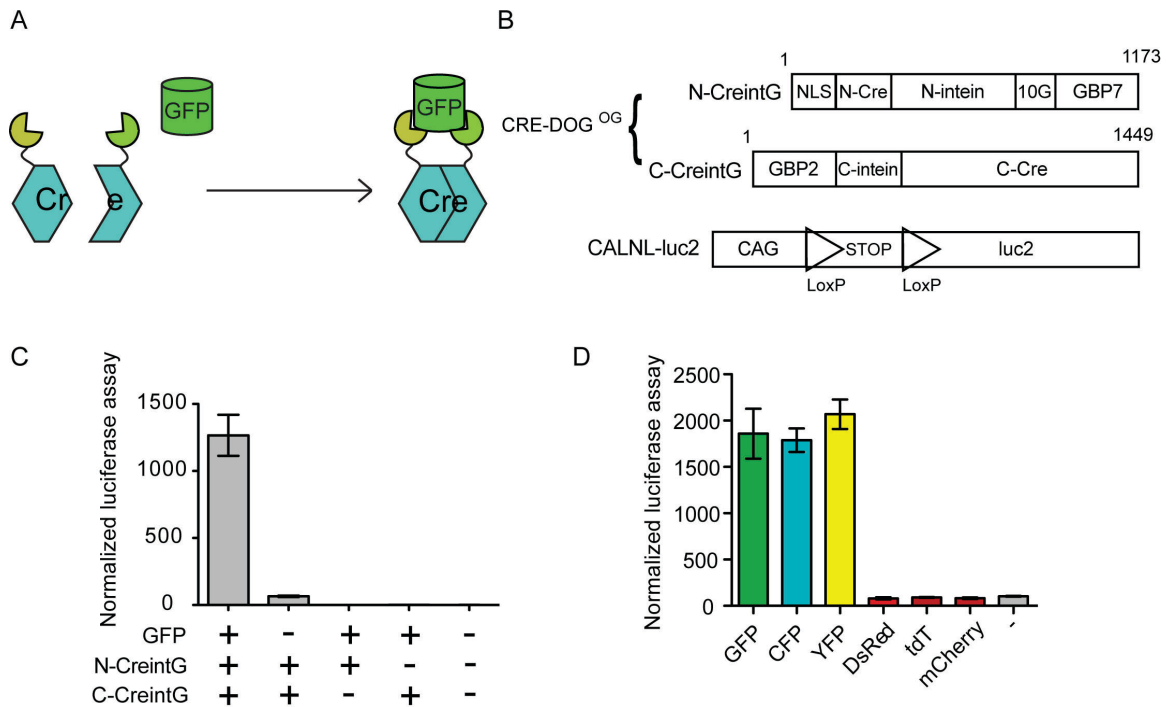 A
GFP
Cr e
GFP
Cre
B
1 1173
N-CreintG NLS N-Cre N-intein 10G GBP7
CRE-DOG OG {
1 1449
C-CreintG GBP2 C-intein C-Cre
CALNL-luc2 CAG STOP luc2
LoxP LoxP
C
Normalized luciferase assay
1500
1000
500
0
GFP + - + + -
N-CreintG + + + - -
C-CreintG + + - + -
D
Normalized luciferase assay
2500
2000
1500
1000
500
0
GFP CFP YFP DsRed tdT mCherry -